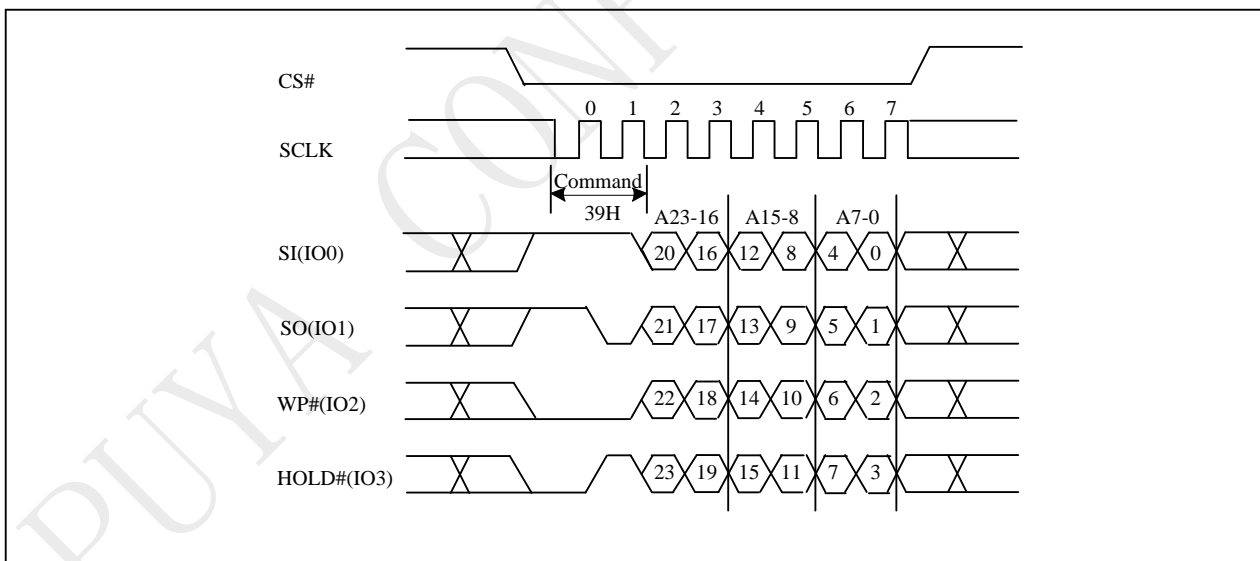 PUYA CONF
CS#
0 1 2 3 4 5 6 7
SCLK
Command
39H
A23-16 A15-8 A7-0
SI(IO0) 20 16 12 8 4 0
SO(IO1) 21 17 13 9 5 1
WP#(IO2) 22 18 14 10 6 2
HOLD#(IO3) 23 19 15 11 7 3